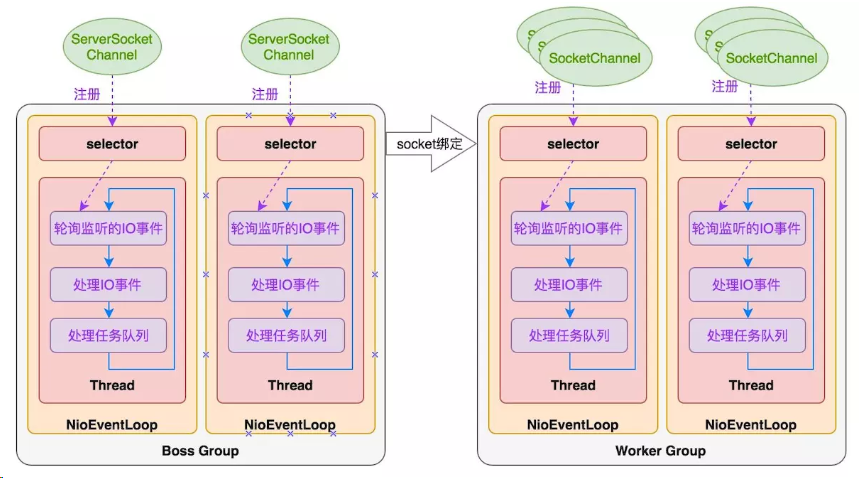 ServerSocket
Channel
ServerSocket
Channel
SocketChannel
SocketChannel
注册
注册
注册
注册
selector
selector
socket绑定
selector
selector
轮询监听的IO事件
轮询监听的IO事件
轮询监听的IO事件
轮询监听的IO事件
处理IO事件
处理IO事件
处理IO事件
处理IO事件
处理任务队列
处理任务队列
处理任务队列
处理任务队列
Thread
Thread
Thread
Thread
NioEventLoop
NioEventLoop
NioEventLoop
NioEventLoop
Boss Group
Worker Group